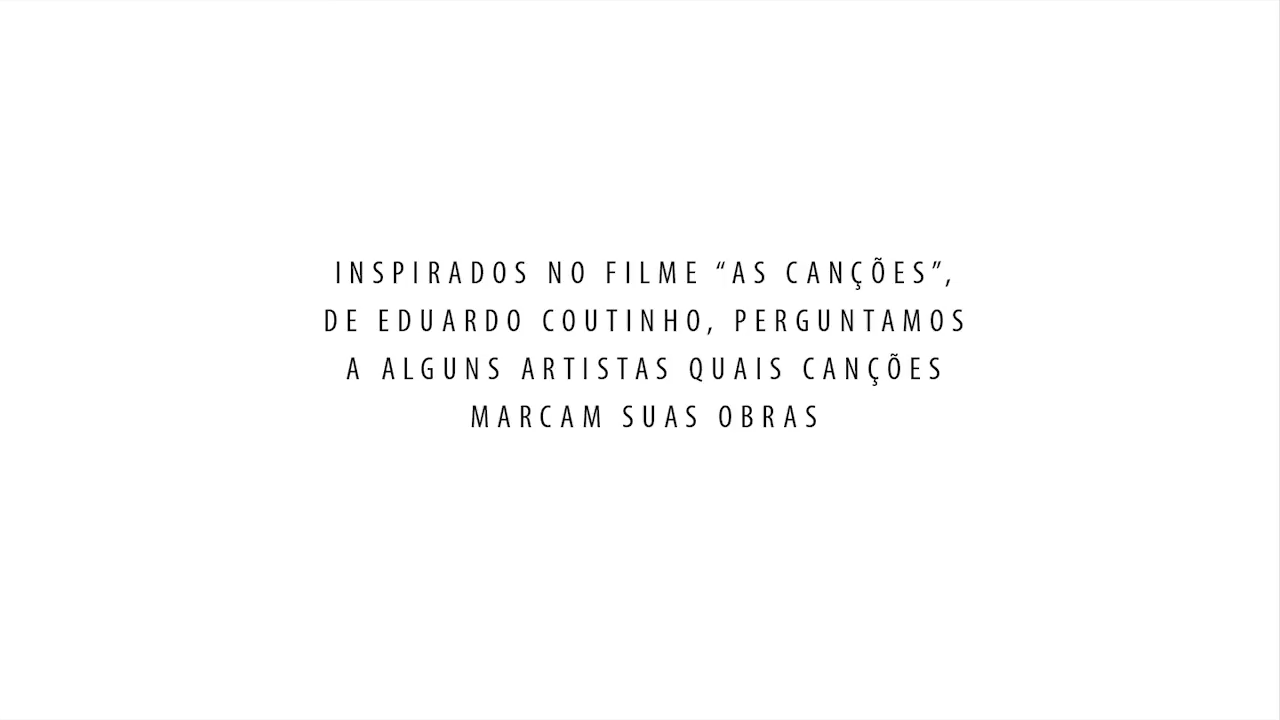 INSPIRADOS NO FILME “AS CANÇÕES”,
DE EDUARDO COUTINHO, PERGUNTAMOS
A ALGUNS ARTISTAS QUAIS CANÇÕES
MARCAM SUAS OBRAS